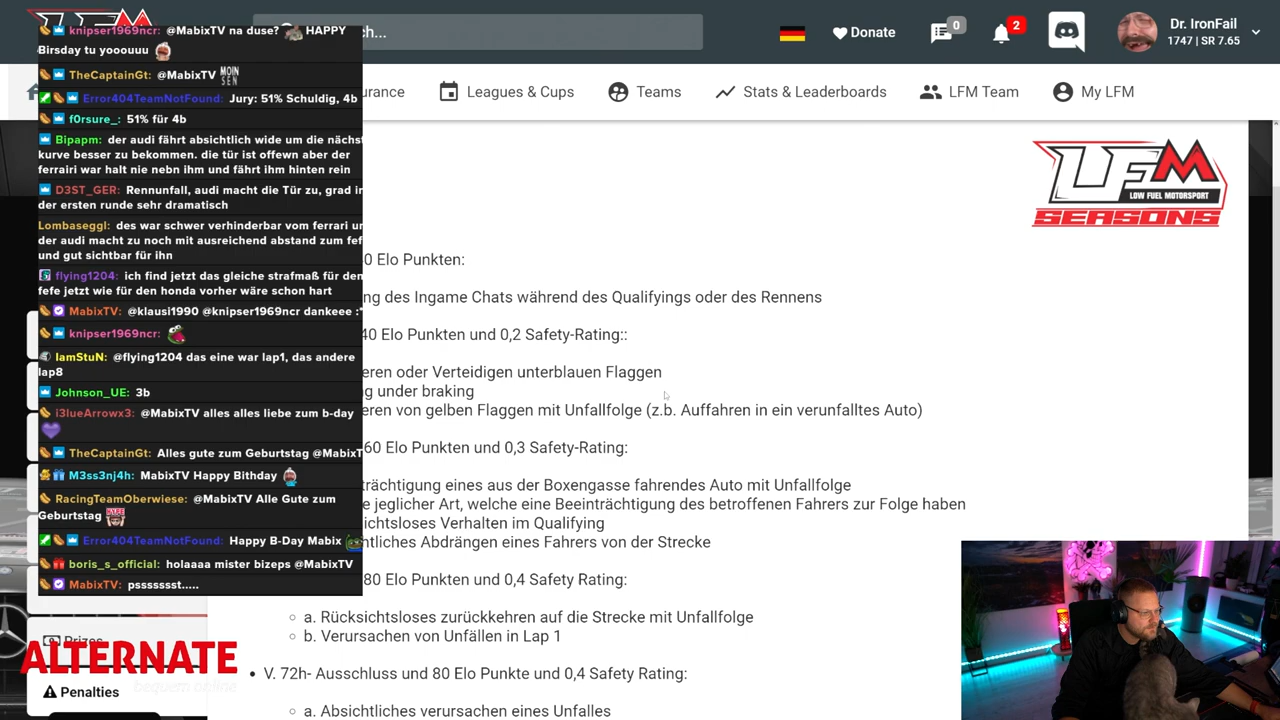 ch...
0
Donate
2
Dr. IronFail
1747 | SR 7.65
urance
Leagues & Cups
Teams
Stats & Leaderboards
LFM Team
My LFM
knipser1969ncr: @MabixTV na duse? HAPPY
Birsday tu yooouuu
TheCaptainGt: @MabixTV MOIN SEN
Error404TeamNotFound: Jury: 51% Schuldig, 4b
f0rsure_: 51% für 4b
Bipapm: der audi fährt absichtlich wide um die nächst
kurve besser zu bekommen. die tür ist offewn aber der
ferrairi war halt nie nebn ihm und fährt ihm hinten rein
D3ST_GER: Rennunfall, audi macht die Tür zu, grad in
der ersten runde sehr dramatisch
Lombaseggl: des war schwer verhinderbar vom ferrari un
der audi macht zu noch mit ausreichend abstand zum fef
und gut sichtbar für ihn
flying1204: ich find jetzt das gleiche strafmaß für den
fefe jetzt wie für den honda vorher wäre schon hart
MabixTV: @klausi1990 @knipser1969ncr dankeee :*
knipser1969ncr:
IamStuN: @flying1204 das eine war lap1, das andere
lap8
Johnson_UE: 3b
i3lueArrowx3: @MabixTV alles alles liebe zum b-day
TheCaptainGt: Alles gute zum Geburtstag @MabixT
M3ss3nj4h: MabixTV Happy Bithday
RacingTeamOberwiese: @MabixTV Alle Gute zum
Geburtstag HYPE
Error404TeamNotFound: Happy B-Day Mabix
boris_s_official: holaaaa mister bizeps @MabixTV
MabixTV: psssssst.....
LFM
LOW FUEL MOTORSPORT
SEASONS
0 Elo Punkten:
ng des Ingame Chats während des Qualifyings oder des Rennens
40 Elo Punkten und 0,2 Safety-Rating::
eren oder Verteidigen unterblauen Flaggen
ng under braking
eren von gelben Flaggen mit Unfallfolge (z.b. Auffahren in ein verunfalltes Auto)
60 Elo Punkten und 0,3 Safety-Rating:
trächtigung eines aus der Boxengasse fahrendes Auto mit Unfallfolge
e jeglicher Art, welche eine Beeinträchtigung des betroffenen Fahrers zur Folge haben
ichtsloses Verhalten im Qualifying
htliches Abdrängen eines Fahrers von der Strecke
80 Elo Punkten und 0,4 Safety Rating:
a. Rücksichtsloses zurückkehren auf die Strecke mit Unfallfolge
b. Verursachen von Unfällen in Lap 1
V. 72h- Ausschluss und 80 Elo Punkte und 0,4 Safety Rating:
a. Absichtliches verursachen eines Unfalles
Prizes
ALTERNATE
bequem online
Penalties